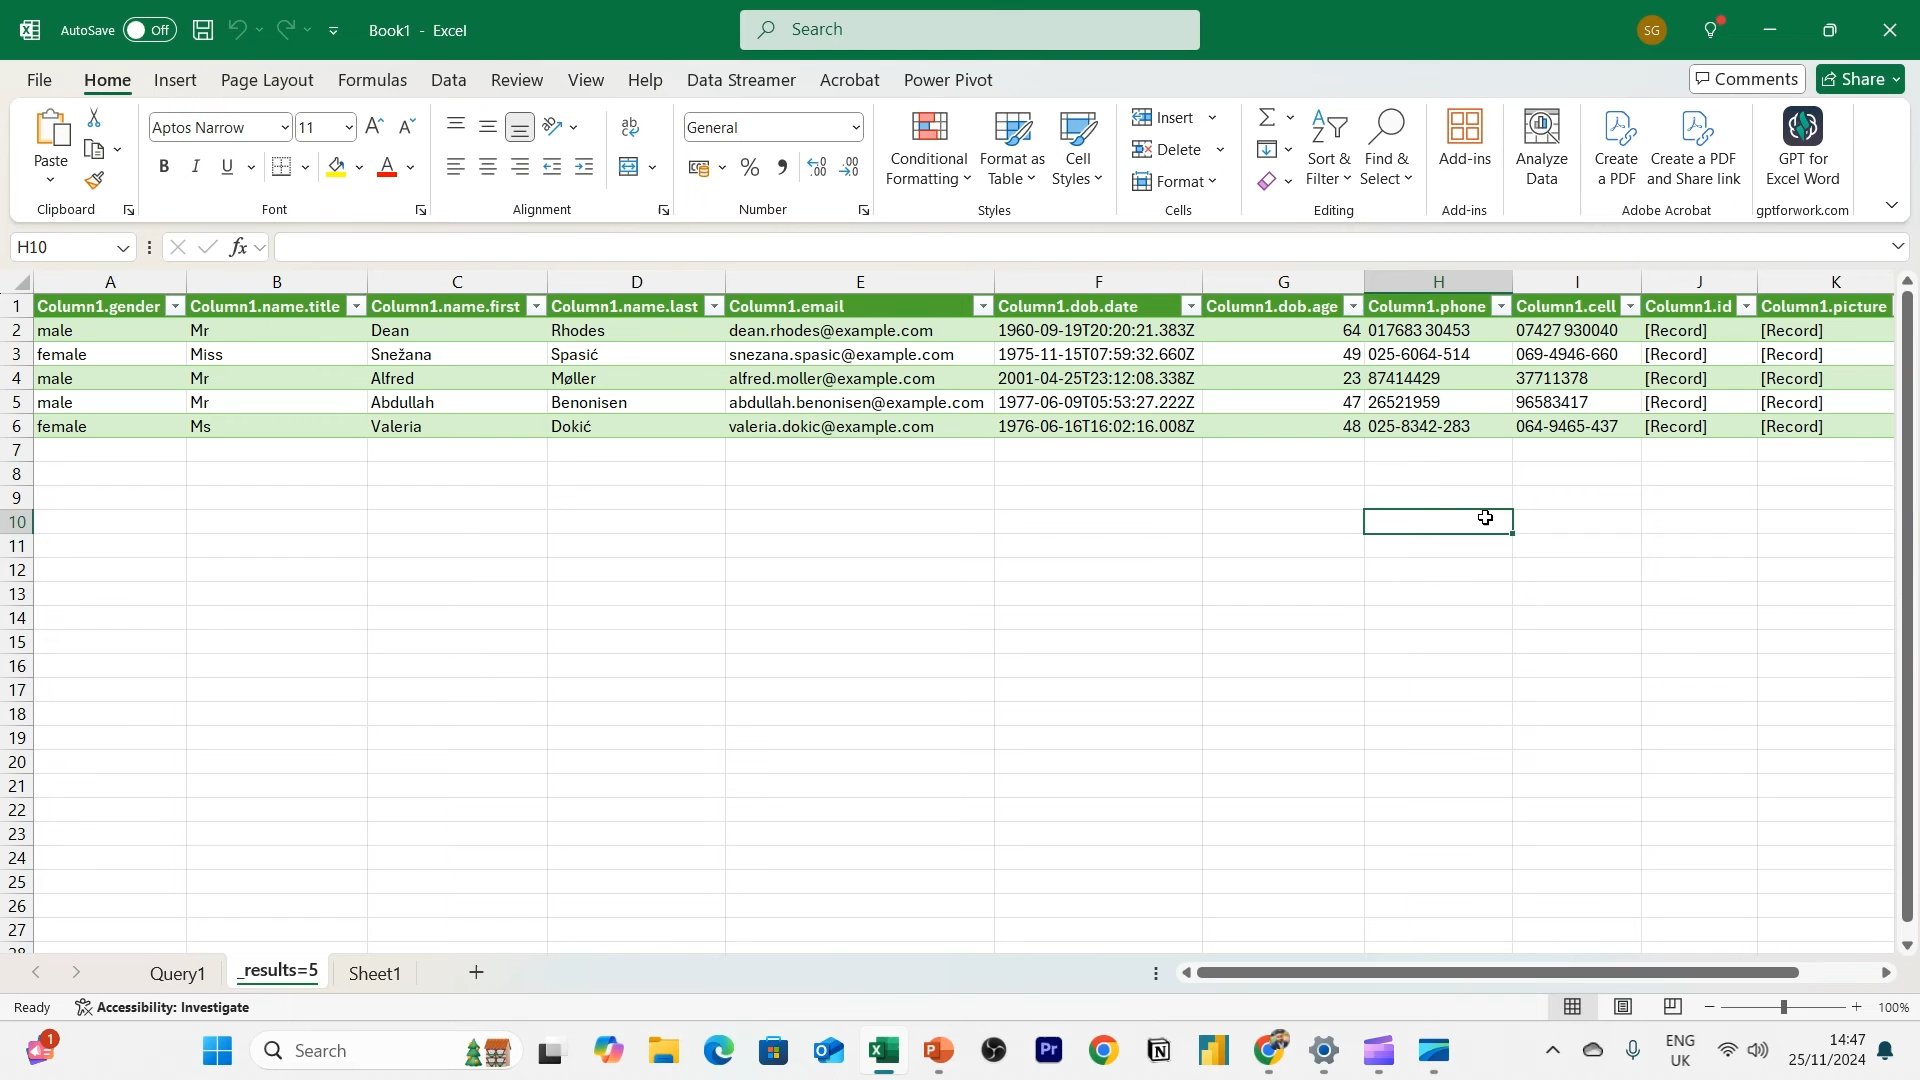 AutoSave Off Book1 - Excel Search SG
File Home Insert Page Layout Formulas Data Review View Help Data Streamer Acrobat Power Pivot Comments Share
Paste
Clipboard
Aptos Narrow 11
B I U A
Font
ab
Alignment
General
% 9 .00
Number
Conditional Formatting
Format as Table
Cell Styles
Styles
Insert
Delete
Format
Cells
Sort & Filter
Find & Select
Editing
Add-ins
Add-ins
Analyze Data
Create a PDF
Create a PDF and Share link
Adobe Acrobat
GPT for Excel Word
gptforwork.com
H10 fx
A B C D E F G H I J K
1 Column1.gender Column1.name.title Column1.name.first Column1.name.last Column1.email Column1.dob.date Column1.dob.age Column1.phone Column1.cell Column1.id Column1.picture
2 male Mr Dean Rhodes dean.rhodes@example.com 1960-09-19T20:20:21.383Z 64 017683 30453 07427 930040 [Record] [Record]
3 female Miss Snežana Spasić snezana.spasic@example.com 1975-11-15T07:59:32.660Z 49 025-6064-514 069-4946-660 [Record] [Record]
4 male Mr Alfred Møller alfred.moller@example.com 2001-04-25T23:12:08.338Z 23 87414429 37711378 [Record] [Record]
5 male Mr Abdullah Benonisen abdullah.benonisen@example.com 1977-06-09T05:53:27.222Z 47 26521959 96583417 [Record] [Record]
6 female Ms Valeria Dokić valeria.dokic@example.com 1976-06-16T16:02:16.008Z 48 025-8342-283 064-9465-437 [Record] [Record]
7
8
9
10
11
12
13
14
15
16
17
18
19
20
21
22
23
24
25
26
27
28
Query1 _results=5 Sheet1
Ready Accessibility: Investigate 100%
1 Search Pr ENG UK 14:47 25/11/2024